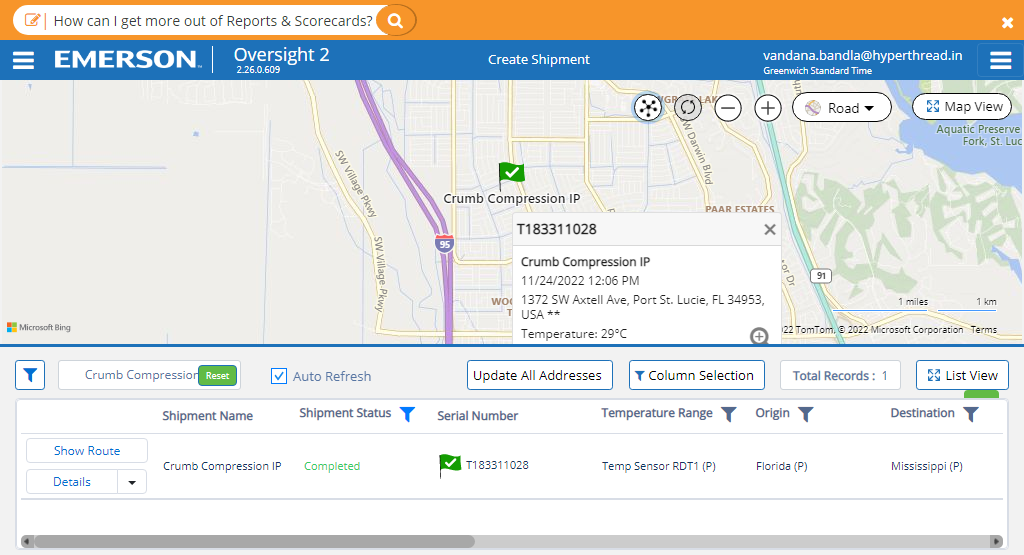 How can I get more out of Reports & Scorecards?
EMERSON
Oversight 2
2.26.0.609
Create Shipment
vandana.bandla@hyperthread.in
Greenwich Standard Time
Road
Map View
Aquatic Preserve
Fork, St. Luc
SW Village Pkwy
SW Village Pkwy
SW Darwin Blvd
Crumb Compression IP
PAAR ESTATES
95
91
T183311028
Crumb Compression IP
11/24/2022 12:06 PM
1372 SW Axtell Ave, Port St. Lucie, FL 34953,
USA **
Temperature: 29°C
WOO
or Dr
1 miles
1 km
Microsoft Bing
22 TomTom, © 2022 Microsoft Corporation Terms
Crumb Compression
Reset
Auto Refresh
Update All Addresses
Column Selection
Total Records : 1
List View
Shipment Name
Shipment Status
Serial Number
Temperature Range
Origin
Destination
Show Route
Details
Crumb Compression IP
Completed
T183311028
Temp Sensor RDT1 (P)
Florida (P)
Mississippi (P)